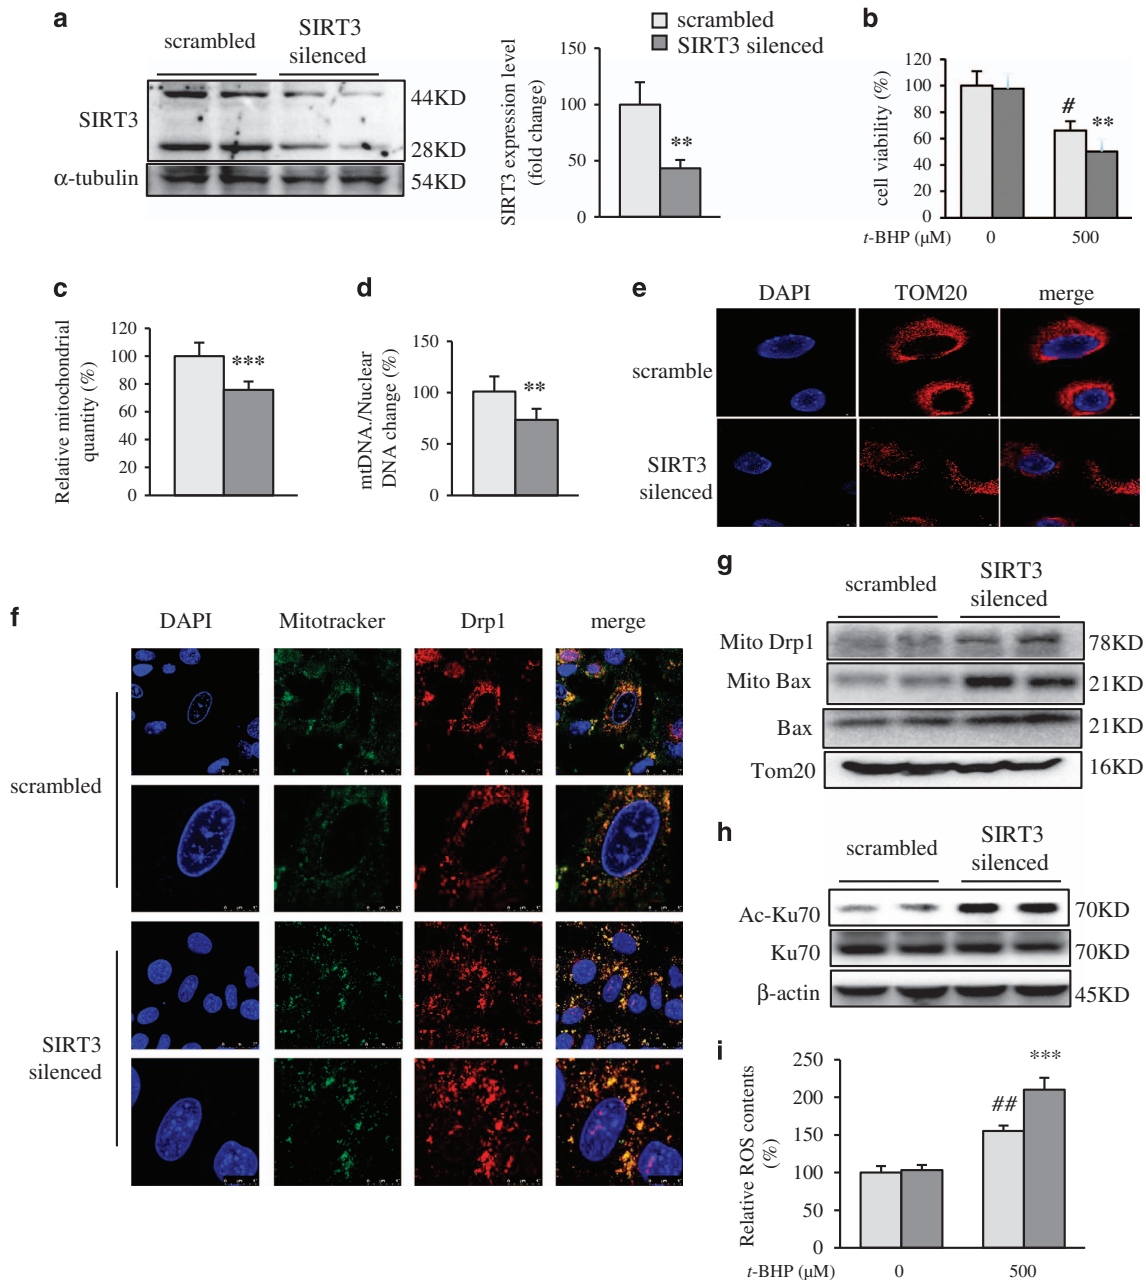 a
scrambled
SIRT3
silenced
SIRT3
44KD
28KD
α-tubulin
54KD
scrambled
SIRT3 silenced
SIRT3 expression level
(fold change)
150
100
50
0
**
b
cell viability (%)
120
100
80
60
40
20
0
#
**
t-BHP (μM)
0
500
c
Relative mitochondrial
quantity (%)
120
100
80
60
40
20
0
***
d
mtDNA./Nuclear
DNA change (%)
150
100
50
0
**
e
DAPI
TOM20
merge
scramble
SIRT3
silenced
f
DAPI
Mitotracker
Drp1
merge
scrambled
SIRT3
silenced
g
scrambled
SIRT3
silenced
Mito Drp1
78KD
Mito Bax
21KD
Bax
21KD
Tom20
16KD
h
scrambled
SIRT3
silenced
Ac-Ku70
70KD
Ku70
70KD
β-actin
45KD
i
Relative ROS contents
(%)
250
200
150
100
50
0
##
***
t-BHP (μM)
0
500